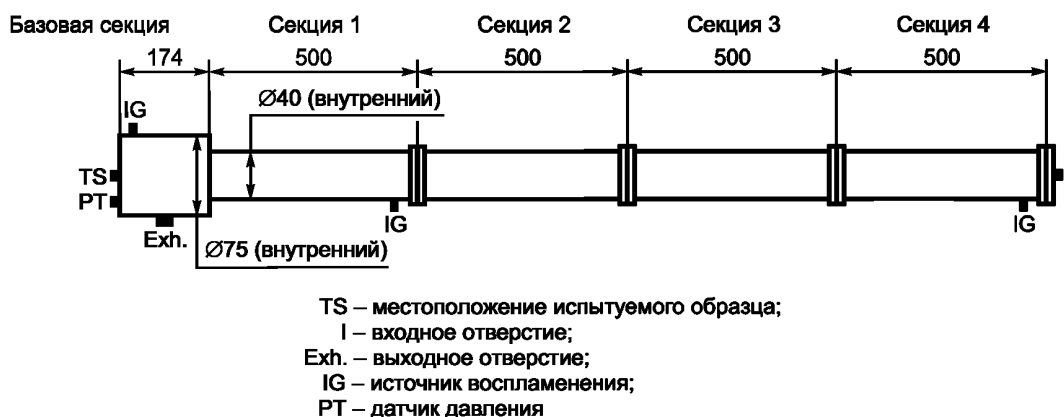 Базовая секция Секция 1 Секция 2 Секция 3 Секция 4
174 500 500 500 500
Ø40 (внутренний)
IG
TS
PT
IG IG
Exh.
Ø75 (внутренний)
TS – местоположение испытуемого образца;
I – входное отверстие;
Exh. – выходное отверстие;
IG – источник воспламенения;
PT – датчик давления